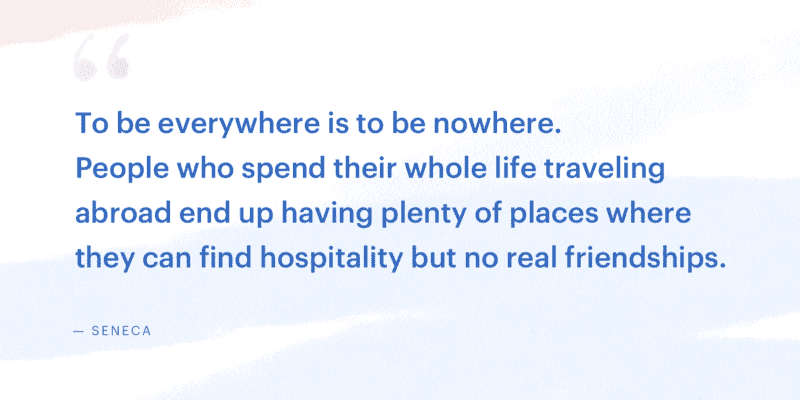 “
To be everywhere is to be nowhere.
People who spend their whole life traveling
abroad end up having plenty of places where
they can find hospitality but no real friendships.
— SENECA